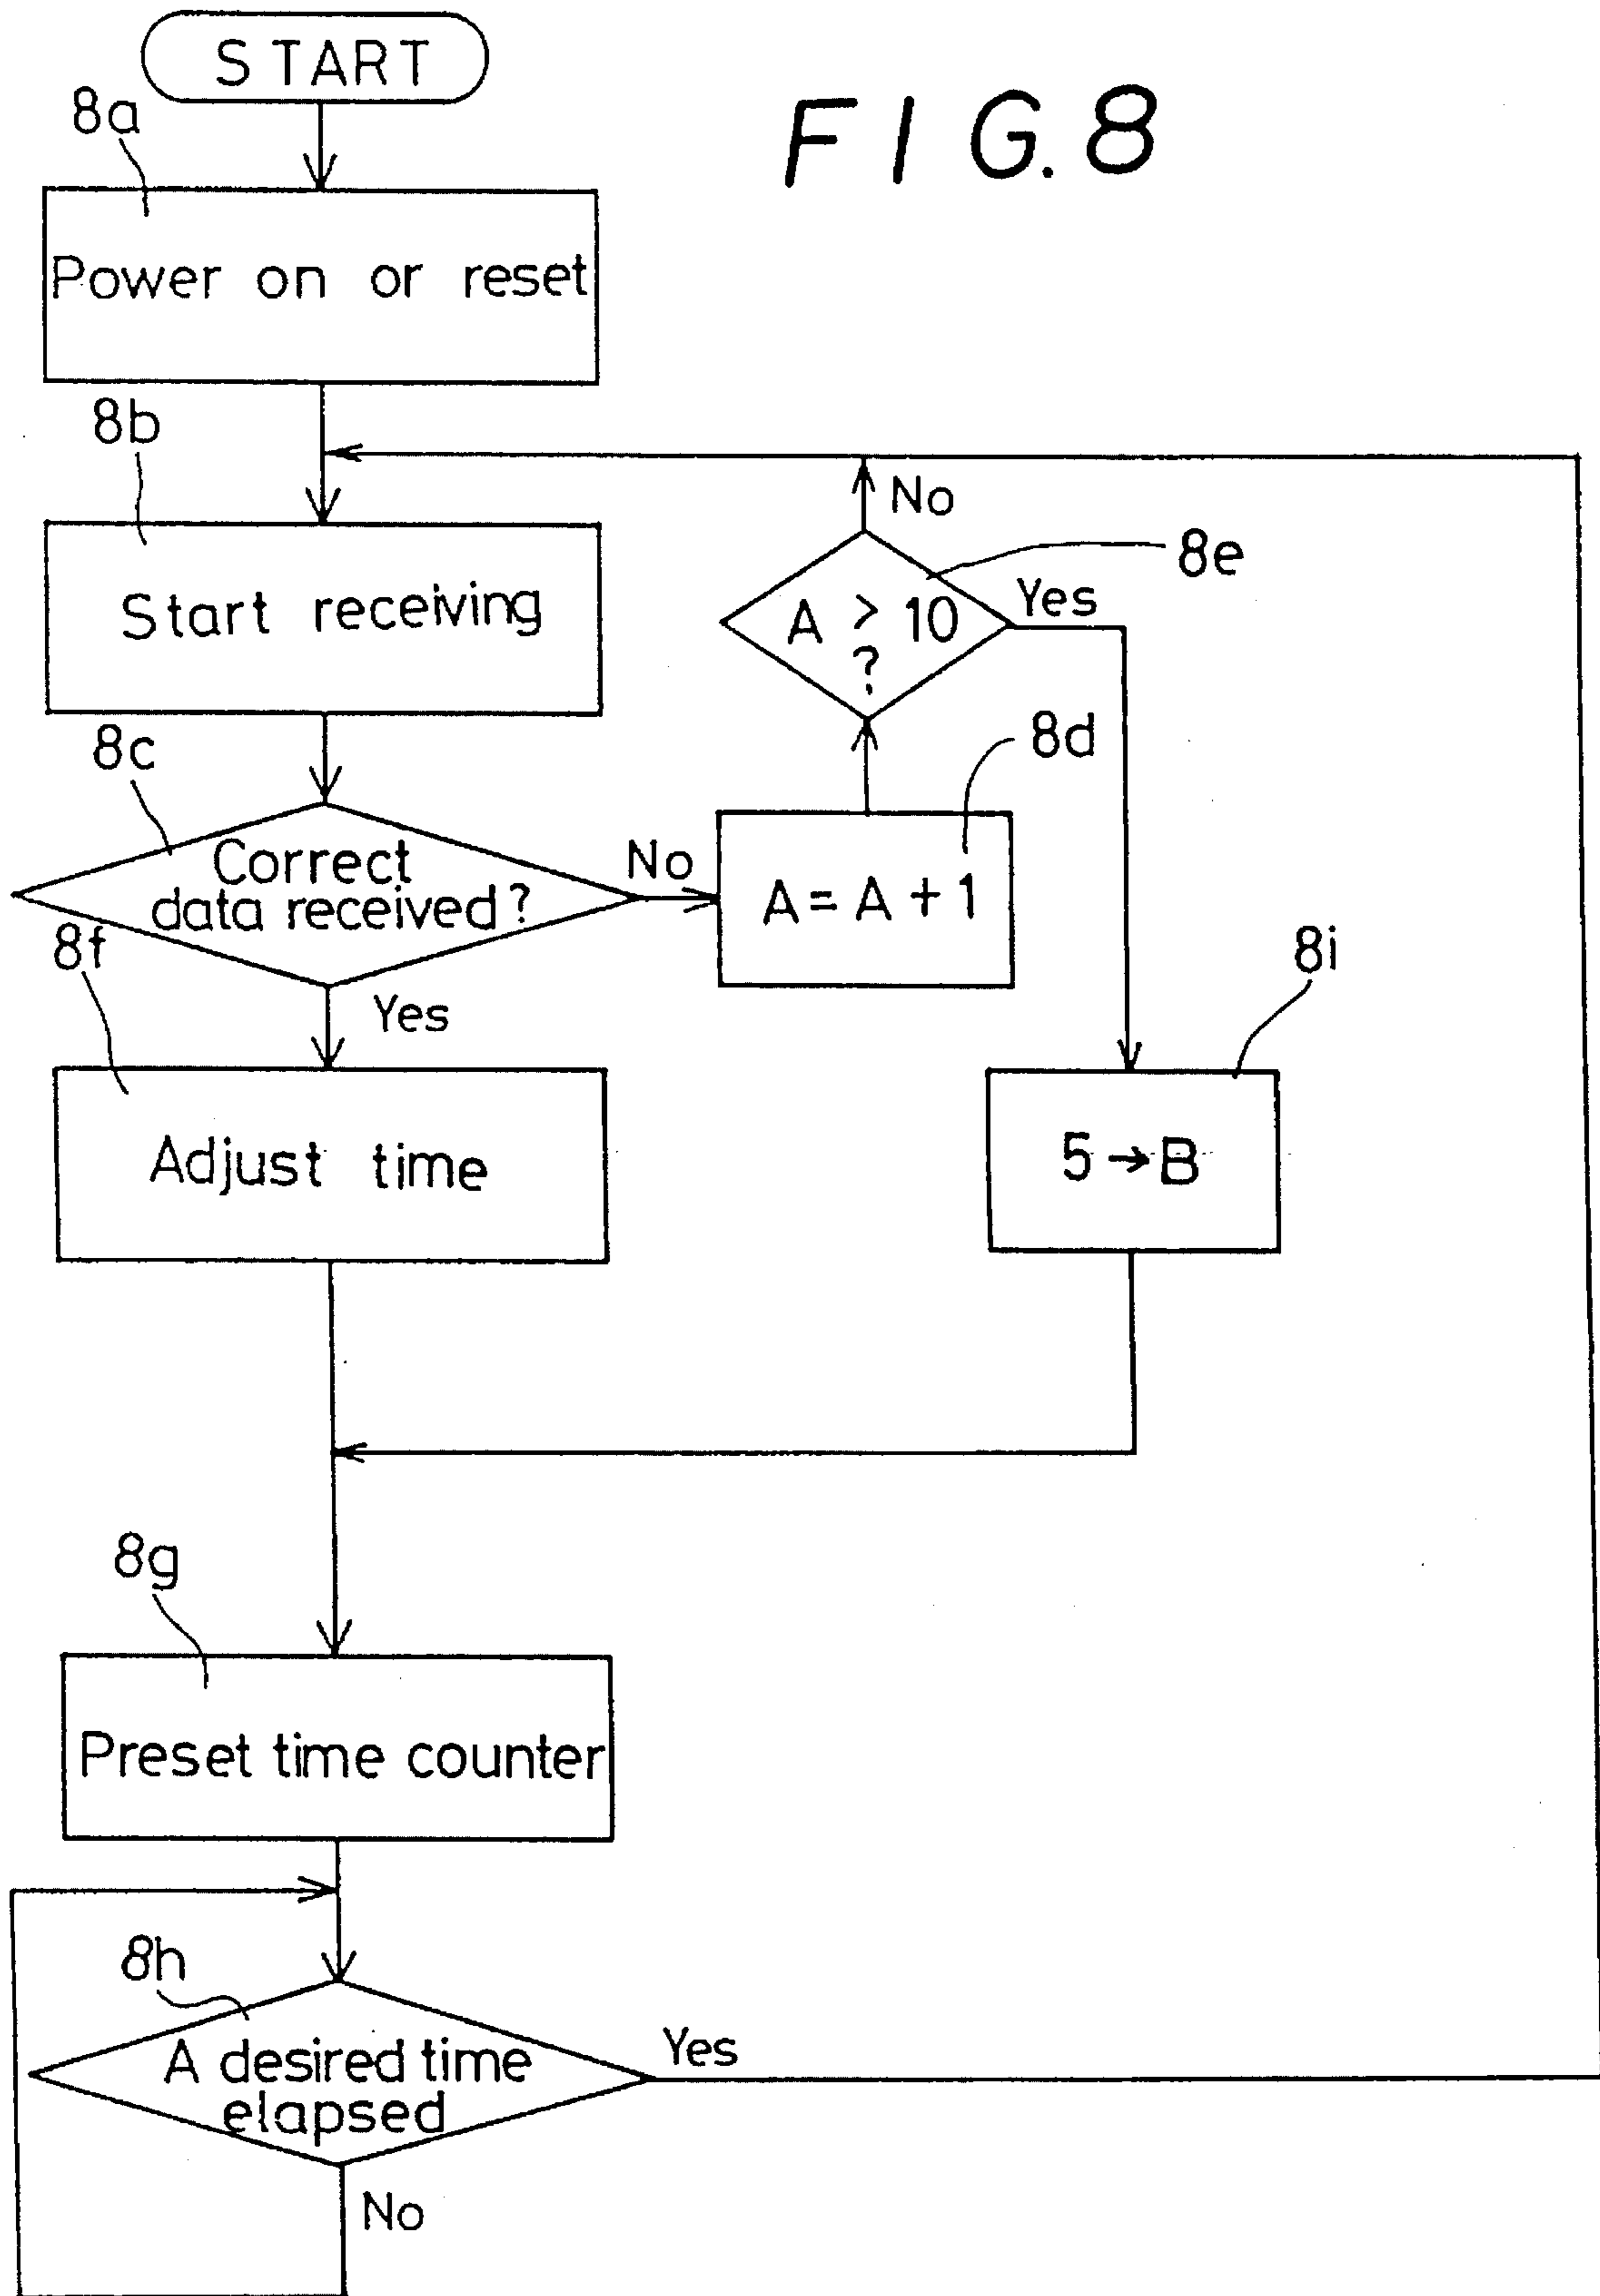 START
FIG.8
8a
Power on or reset
8b
Start receiving
No
8e
A > 10
?
Yes
8c
Correct
data received?
No
8d
A = A + 1
8f
Yes
Adjust time
8i
5→B
8g
Preset time counter
8h
A desired time
elapsed
Yes
No